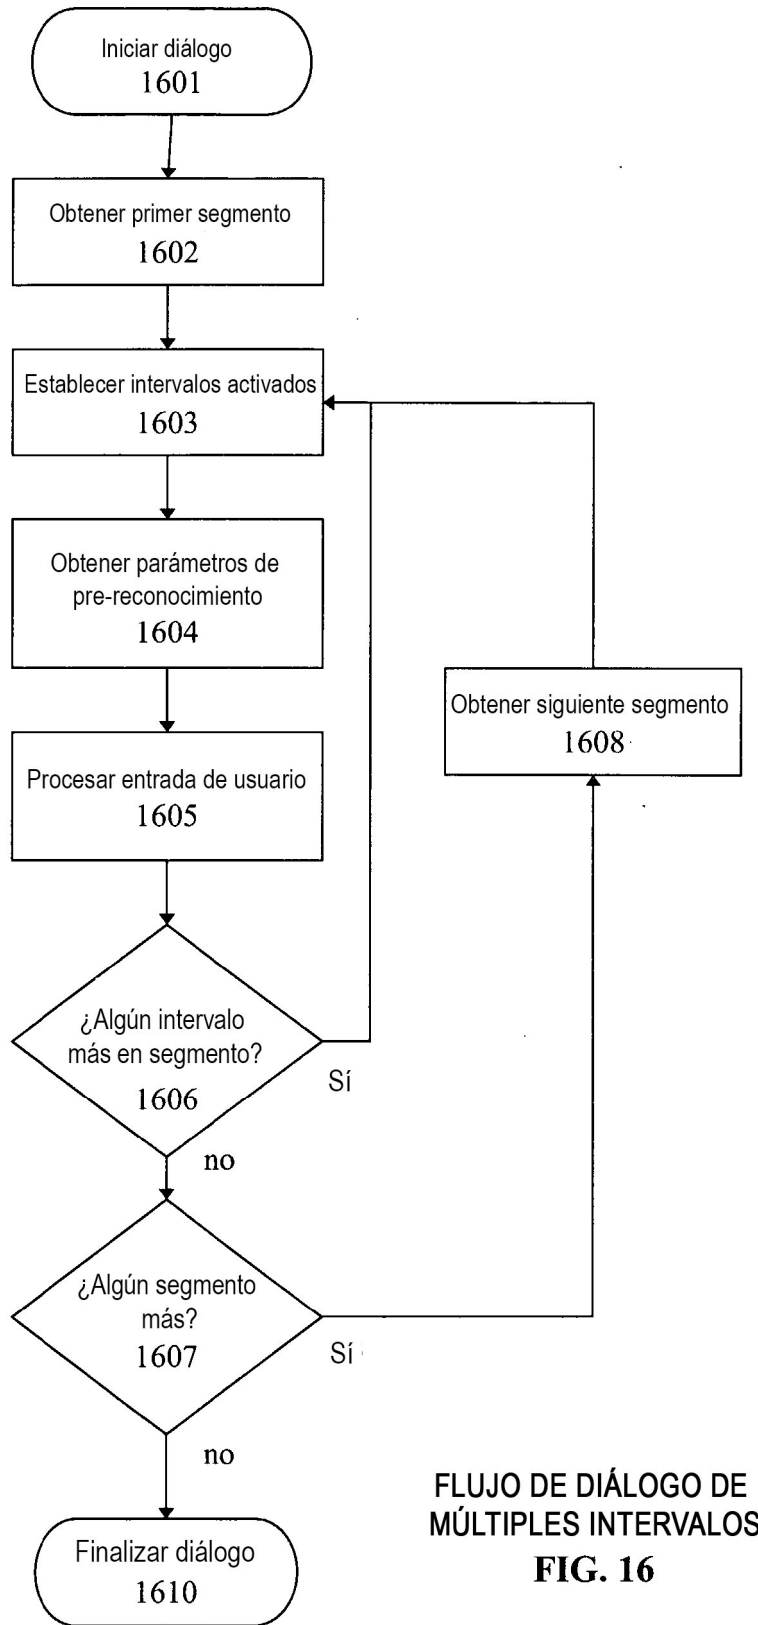 Iniciar diálogo
1601
Obtener primer segmento
1602
Establecer intervalos activados
1603
Obtener parámetros de
pre-reconocimiento
1604
Procesar entrada de usuario
1605
Obtener siguiente segmento
1608
¿Algún intervalo
más en segmento?
1606
Sí
no
¿Algún segmento
más?
1607
Sí
no
Finalizar diálogo
1610
FLUJO DE DIÁLOGO DE
MÚLTIPLES INTERVALOS
FIG. 16